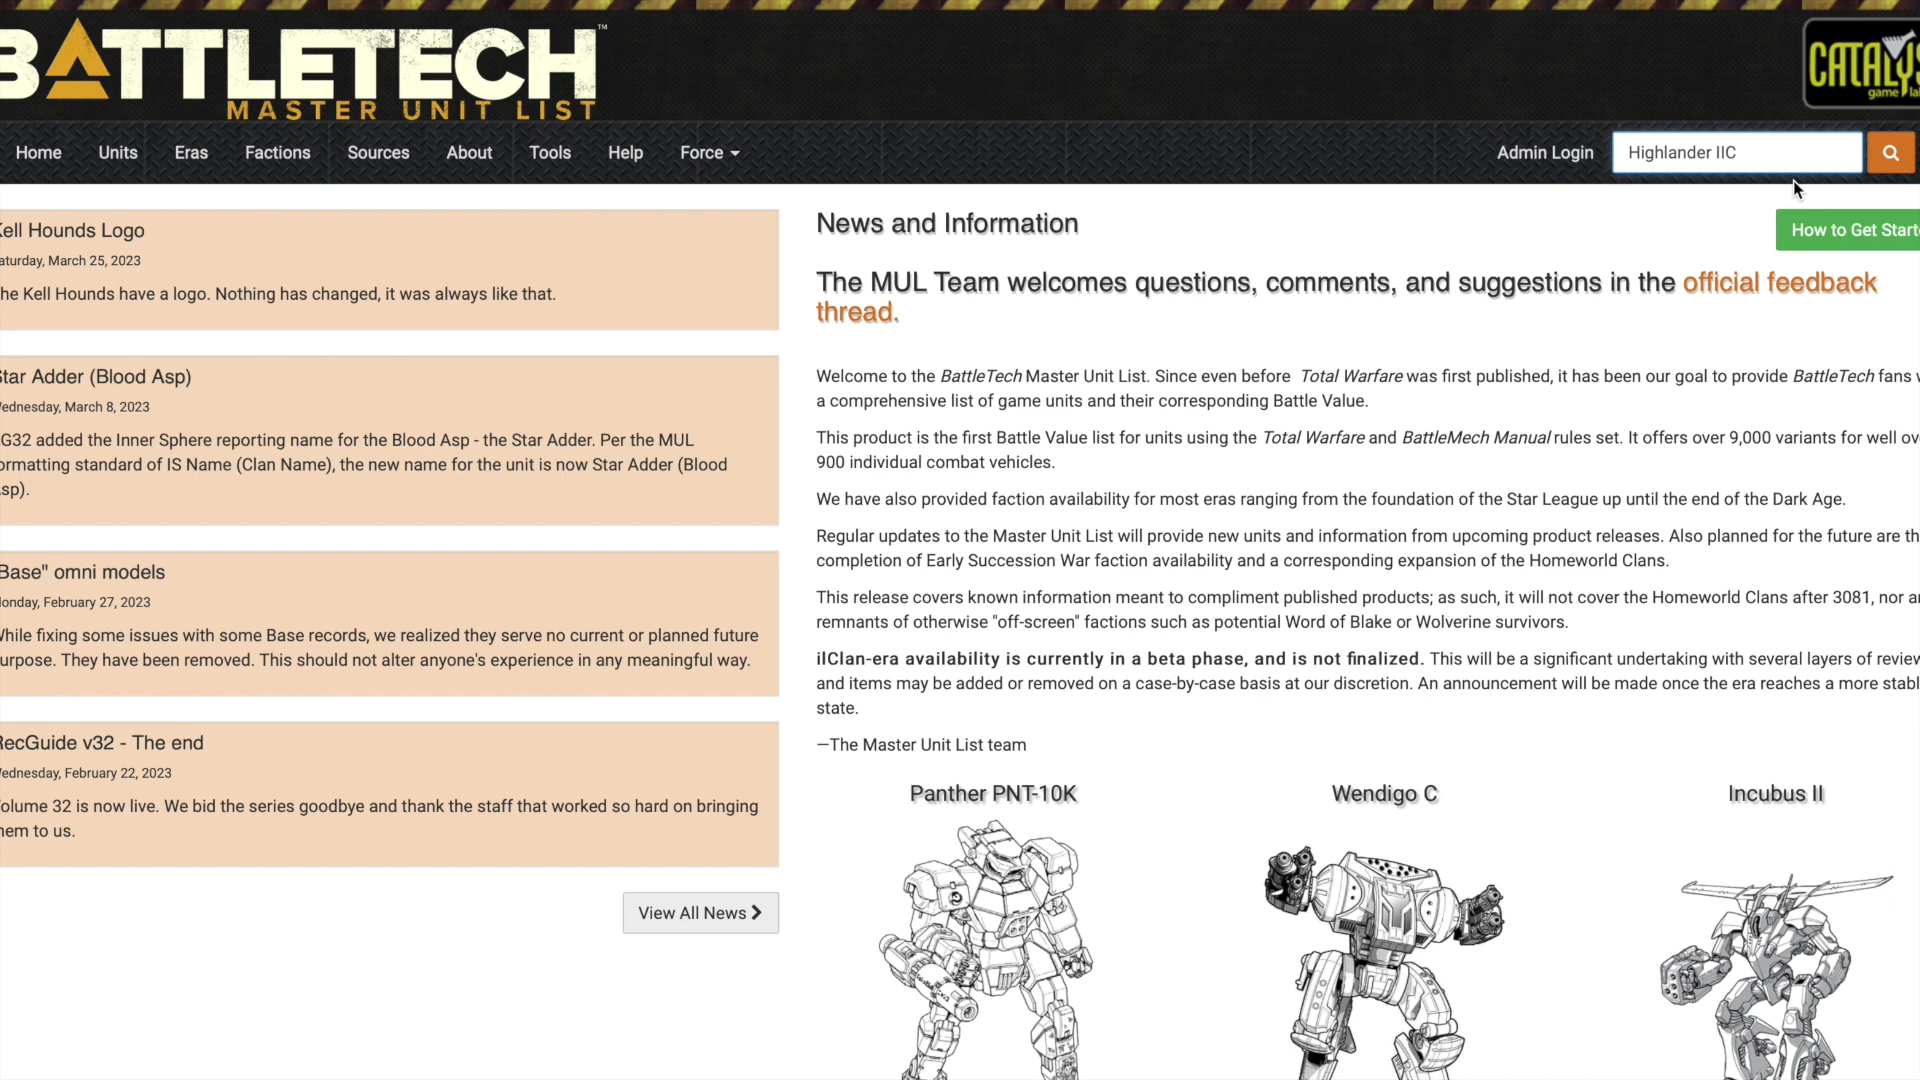 BATTLETECH™
MASTER UNIT LIST
CATALYS
game la
Home Units Eras Factions Sources About Tools Help Force
Admin Login Highlander IIC
Kell Hounds Logo
aturday, March 25, 2023
he Kell Hounds have a logo. Nothing has changed, it was always like that.
Star Adder (Blood Asp)
ednesday, March 8, 2023
G32 added the Inner Sphere reporting name for the Blood Asp - the Star Adder. Per the MUL
ormatting standard of IS Name (Clan Name), the new name for the unit is now Star Adder (Blood
sp).
Base" omni models
onday, February 27, 2023
While fixing some issues with some Base records, we realized they serve no current or planned future
urpose. They have been removed. This should not alter anyone's experience in any meaningful way.
RecGuide v32 - The end
ednesday, February 22, 2023
olume 32 is now live. We bid the series goodbye and thank the staff that worked so hard on bringing
hem to us.
View All News
News and Information
How to Get Start
The MUL Team welcomes questions, comments, and suggestions in the official feedback
thread.
Welcome to the BattleTech Master Unit List. Since even before Total Warfare was first published, it has been our goal to provide BattleTech fans w
a comprehensive list of game units and their corresponding Battle Value.
This product is the first Battle Value list for units using the Total Warfare and BattleMech Manual rules set. It offers over 9,000 variants for well ov
900 individual combat vehicles.
We have also provided faction availability for most eras ranging from the foundation of the Star League up until the end of the Dark Age.
Regular updates to the Master Unit List will provide new units and information from upcoming product releases. Also planned for the future are th
completion of Early Succession War faction availability and a corresponding expansion of the Homeworld Clans.
This release covers known information meant to compliment published products; as such, it will not cover the Homeworld Clans after 3081, nor a
remnants of otherwise "off-screen" factions such as potential Word of Blake or Wolverine survivors.
ilClan-era availability is currently in a beta phase, and is not finalized. This will be a significant undertaking with several layers of review
and items may be added or removed on a case-by-case basis at our discretion. An announcement will be made once the era reaches a more stabl
state.
—The Master Unit List team
Panther PNT-10K
Wendigo C
Incubus II